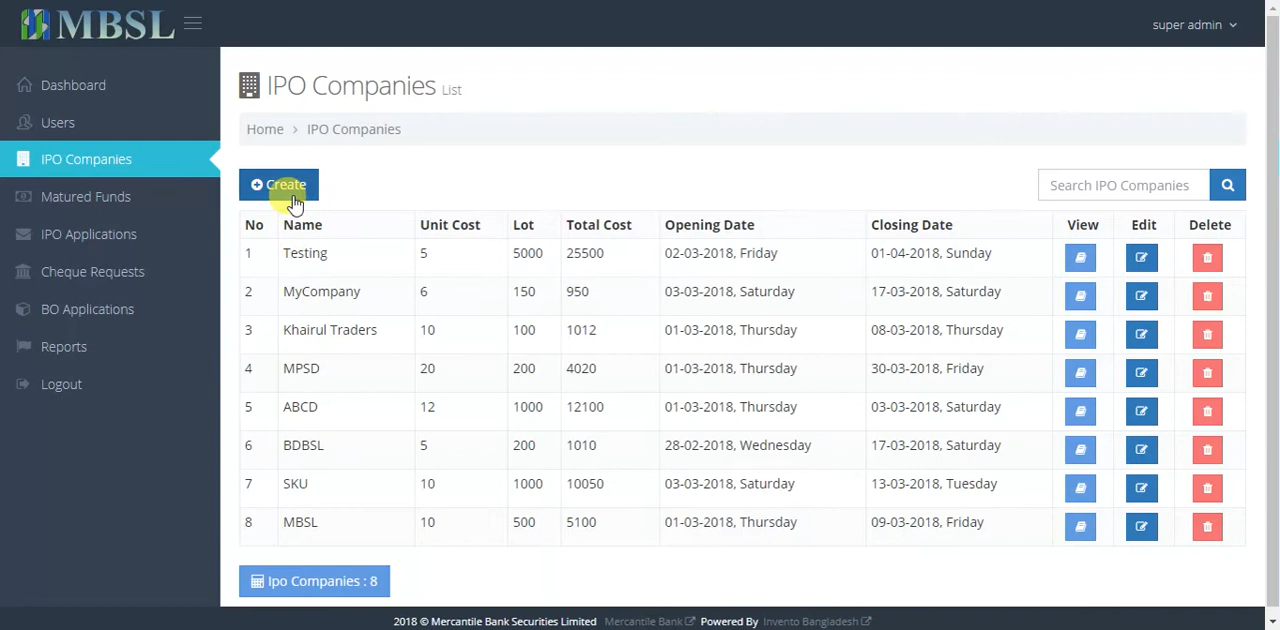 MBSL
super admin
Dashboard
Users
IPO Companies
Matured Funds
IPO Applications
Cheque Requests
BO Applications
Reports
Logout
IPO Companies List
Home > IPO Companies
Create
Search IPO Companies
No Name Unit Cost Lot Total Cost Opening Date Closing Date View Edit Delete
1 Testing 5 5000 25500 02-03-2018, Friday 01-04-2018, Sunday
2 MyCompany 6 150 950 03-03-2018, Saturday 17-03-2018, Saturday
3 Khairul Traders 10 100 1012 01-03-2018, Thursday 08-03-2018, Thursday
4 MPSD 20 200 4020 01-03-2018, Thursday 30-03-2018, Friday
5 ABCD 12 1000 12100 01-03-2018, Thursday 03-03-2018, Saturday
6 BDBSL 5 200 1010 28-02-2018, Wednesday 17-03-2018, Saturday
7 SKU 10 1000 10050 03-03-2018, Saturday 13-03-2018, Tuesday
8 MBSL 10 500 5100 01-03-2018, Thursday 09-03-2018, Friday
Ipo Companies : 8
2018 © Mercantile Bank Securities Limited Mercantile Bank Powered By Invento Bangladesh